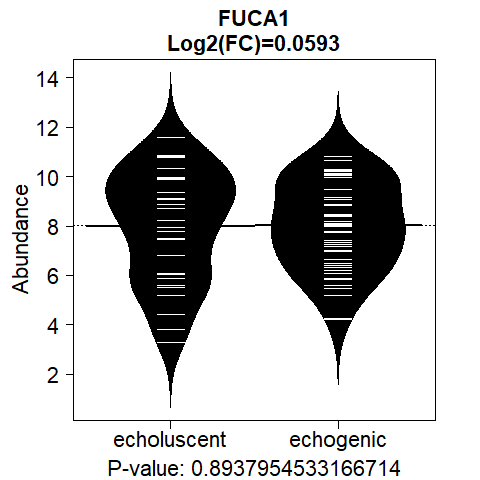 FUCA1
Log2(FC)=0.0593
14
12
10
8
6
4
2
Abundance
echoluscent echogenic
P-value: 0.8937954533166714